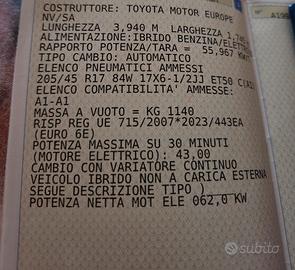 COSTRUTTORE: TOYOTA MOTOR EUROPE
NV/SA
LUNGHEZZA 3,940 M LARGHEZZA
ALIMENTAZIONE:IBRIDO BENZINA/ELETTR
RAPPORTO POTENZA/TARA = 55,967 KW/T
TIPO CAMBIO: AUTOMATICO
ELENCO PNEUMATICI AMMESSI
205/45 R17 84W 17X6-1/2JJ ET50
ELENCO COMPATIBILITA' AMMESSE:
A1-A1
MASSA A VUOTO = KG 1140
RISP REG UE 715/2007*2023/443EA
(EURO 6E)
POTENZA MASSIMA SU 30 MINUTI
(MOTORE ELETTRICO): 43,00
CAMBIO CON VARIATORE CONTINUO
VEICOLO IBRIDO NON A CARICA ESTERNA
SEGUE DESCRIZIONE TIPO )
POTENZA NETTA MOT ELE 062,0 KW
subito